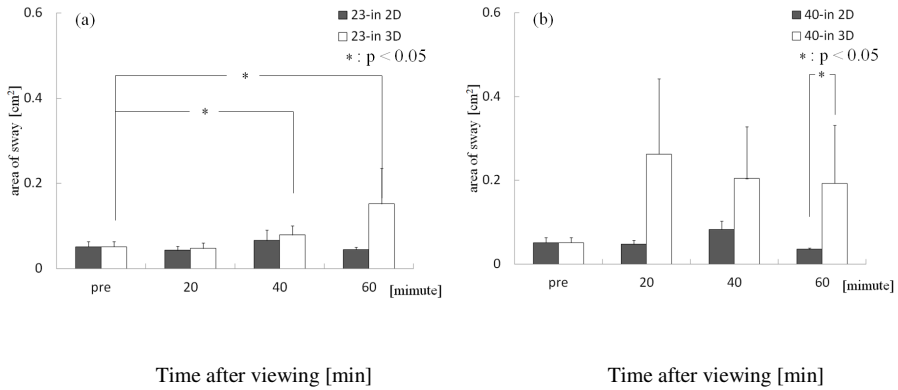 (a)
23-in 2D
23-in 3D
* : p < 0.05
area of sway [cm²]
0.6
0.4
0.2
0
*
*
pre 20 40 60 [mimute]
Time after viewing [min]
(b)
40-in 2D
40-in 3D
* : p < 0.05
area of sway [cm²]
0.6
0.4
0.2
0
*
pre 20 40 60 [mimute]
Time after viewing [min]